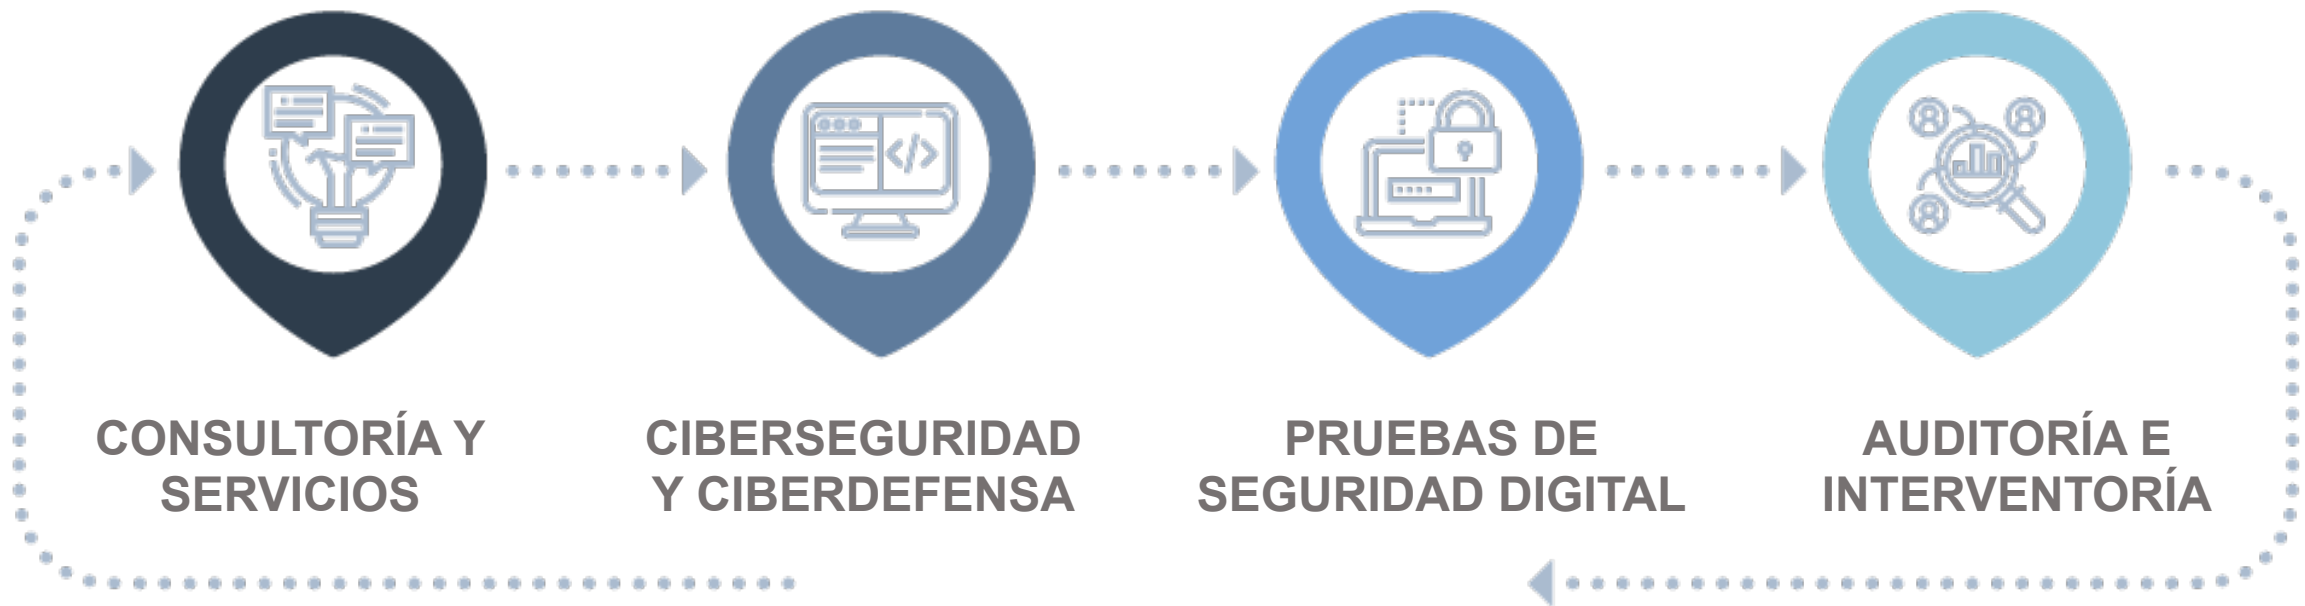 CONSULTORÍA Y
SERVICIOS
CIBERSEGURIDAD
Y CIBERDEFENSA
PRUEBAS DE
SEGURIDAD DIGITAL
AUDITORÍA E
INTERVENTORÍA